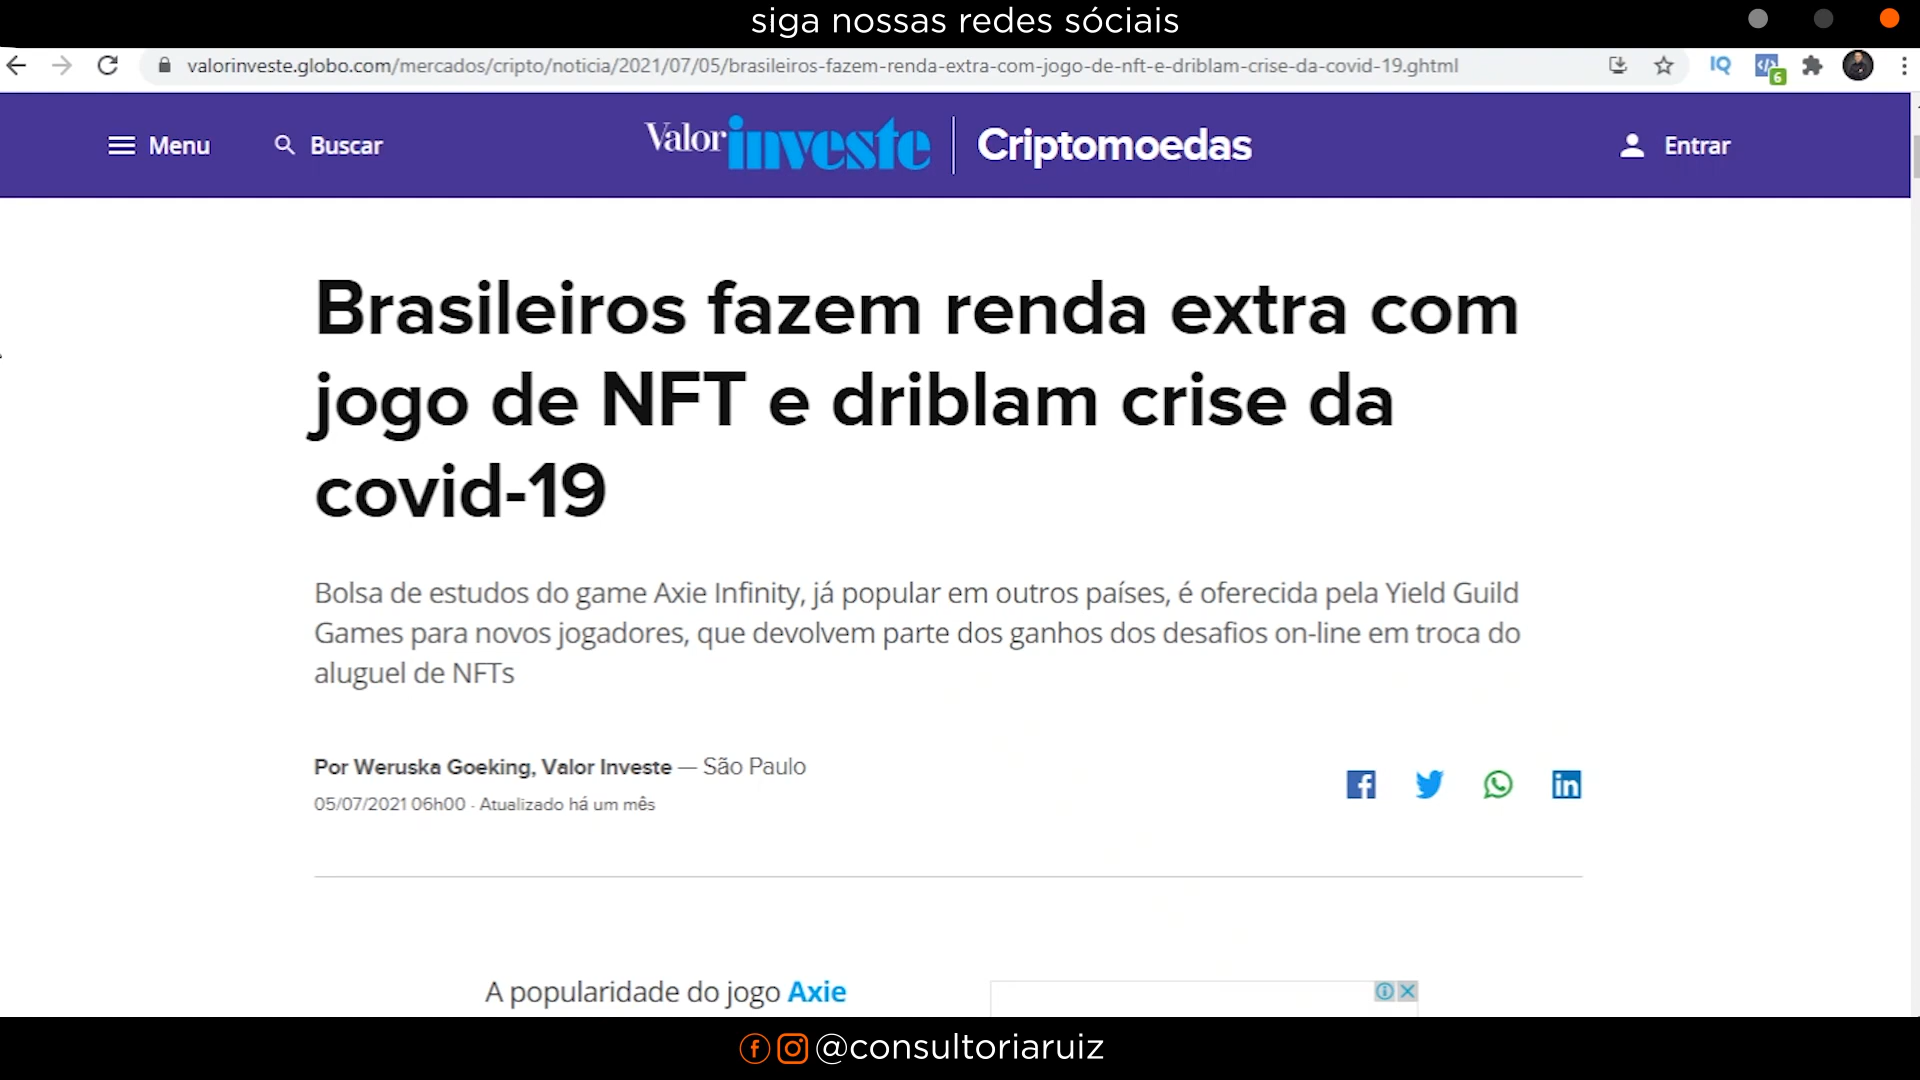 siga nossas redes sóciais
valorinveste.globo.com/mercados/cripto/noticia/2021/07/05/brasileiros-fazem-renda-extra-com-jogo-de-nft-e-driblam-crise-da-covid-19.ghtml
IQ
6
Menu
Buscar
Valor investe
Criptomoedas
Entrar
Brasileiros fazem renda extra com
jogo de NFT e driblam crise da
covid-19
Bolsa de estudos do game Axie Infinity, já popular em outros países, é oferecida pela Yield Guild
Games para novos jogadores, que devolvem parte dos ganhos dos desafios on-line em troca do
aluguel de NFTs
Por Weruska Goeking, Valor Investe — São Paulo
05/07/2021 06h00 · Atualizado há um mês
A popularidade do jogo Axie
@consultoriaruiz